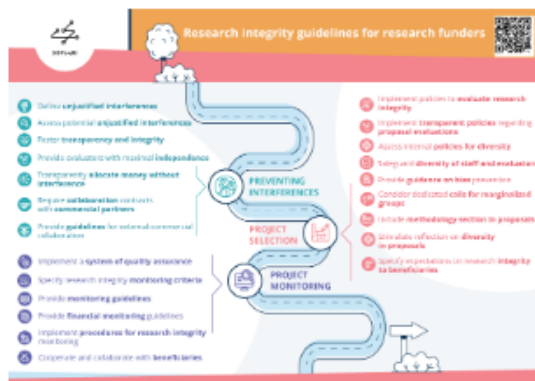 Research integrity guidelines for research funders
Define unjustified interferences
Assess potential unjustified interferences
Foster transparency and integrity
Provide evaluators with maximal independence
Transparently allocate money without
interference
Require collaboration contracts
with commercial partners
Provide guidelines for external commercial
collaboration
PREVENTING
INTERFERENCES
Implement policies to evaluate research
integrity
Implement transparent policies regarding
proposal evaluations
Assess internal policies for diversity
Safeguard diversity of staff and evaluators
Provide guidance on bias prevention
Consider dedicated calls for marginalized
groups
Include methodology section to proposals
Stimulate reflection on diversity
in proposals
Specify expectations on research integrity
to beneficiaries
PROJECT
SELECTION
Implement a system of quality assurance
Specify research integrity monitoring criteria
Provide monitoring guidelines
Provide financial monitoring guidelines
Implement procedures for research integrity
monitoring
Cooperate and collaborate with beneficiaries
PROJECT
MONITORING